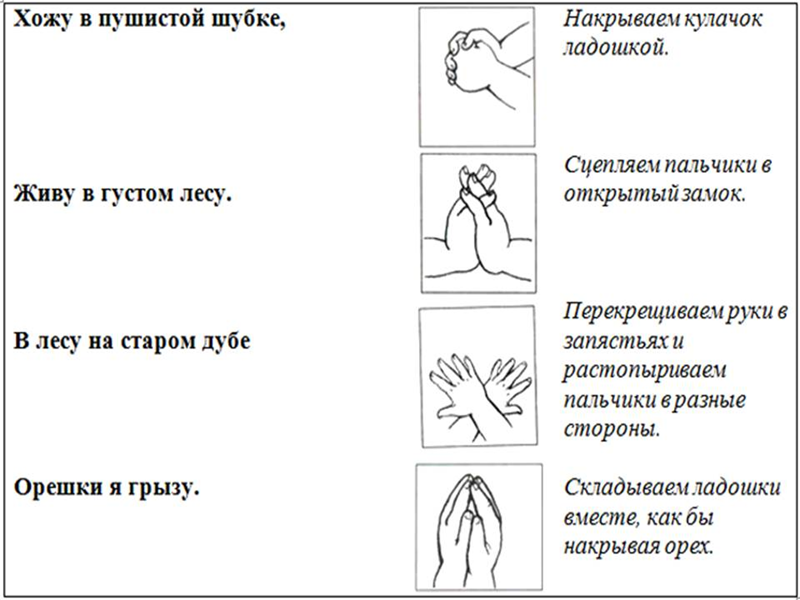 Хожу в пушистой шубке,
Накрываем кулачок
ладошкой.
Живу в густом лесу.
Сцепляем пальчики в
открытый замок.
В лесу на старом дубе
Перекрещиваем руки в
запястьях и
растопыриваем
пальчики в разные
стороны.
Орешки я грызу.
Складываем ладошки
вместе, как бы
накрывая орех.